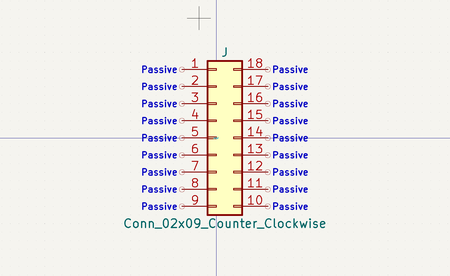 J
Passive 1 18 Passive
Passive 2 17 Passive
Passive 3 16 Passive
Passive 4 15 Passive
Passive 5 14 Passive
Passive 6 13 Passive
Passive 7 12 Passive
Passive 8 11 Passive
Passive 9 10 Passive
Conn_02x09_Counter_Clockwise